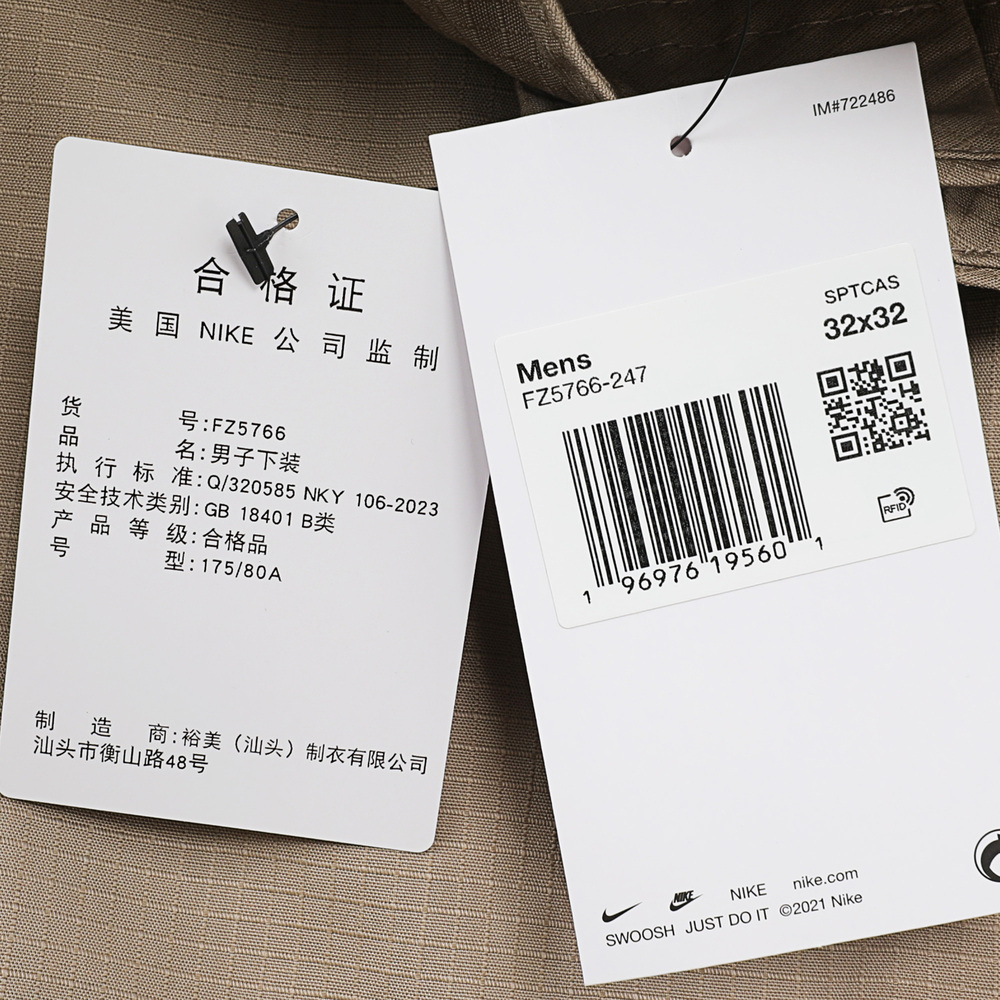 合格证
美国NIKE公司监制
货号:FZ5766
品名:男子下装
执行标准:Q/320585 NKY 106-2023
安全技术类别:GB 18401 B类
产品等级:合格品
号型:175/80A
制造商:裕美（汕头）制衣有限公司
汕头市衡山路48号
IM#722486
SPTCAS
32x32
Mens
FZ5766-247
1 96976 19560 1
RFID
NIKE NIKE nike.com
SWOOSH JUST DO IT ©2021 Nike